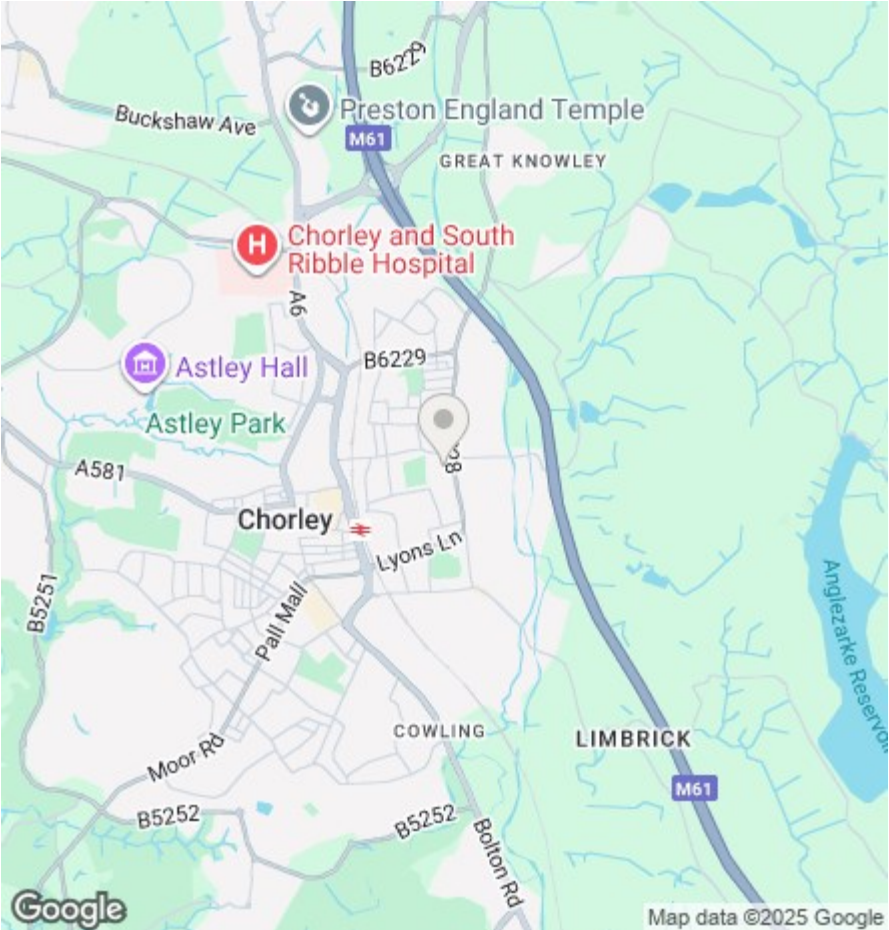 B6229
Buckshaw Ave
Preston England Temple
M61
GREAT KNOWLEY
H
Chorley and South
Ribble Hospital
A6
B6229
Astley Hall
Astley Park
A581
Chorley
Lyons Ln
B5251
Pall Mall
Anglezarke Reservoir
COWLING
LIMBRICK
Moor Rd
M61
B5252
B5252
Bolton Rd
Google
Map data ©2025 Google